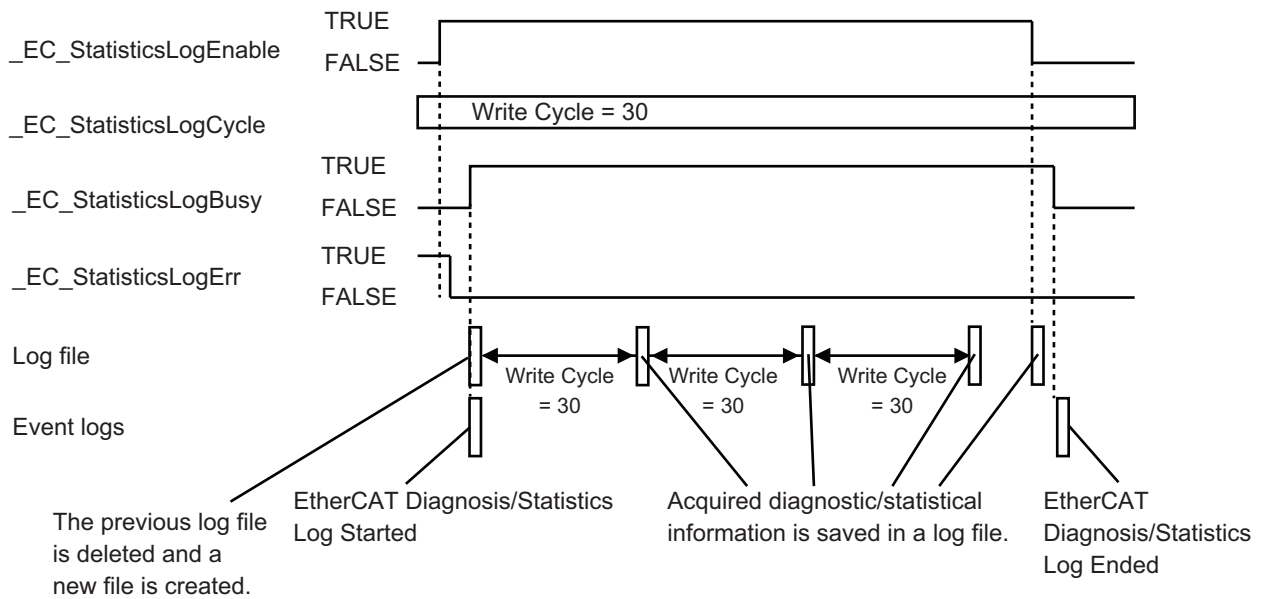 TRUE
_EC_StatisticsLogEnable
FALSE
_EC_StatisticsLogCycle
Write Cycle = 30
TRUE
_EC_StatisticsLogBusy
FALSE
TRUE
_EC_StatisticsLogErr
FALSE
Log file
Write Cycle
= 30
Write Cycle
= 30
Write Cycle
= 30
Event logs
The previous log file
is deleted and a
new file is created.
EtherCAT Diagnosis/Statistics
Log Started
Acquired diagnostic/statistical
information is saved in a log file.
EtherCAT
Diagnosis/Statistics
Log Ended